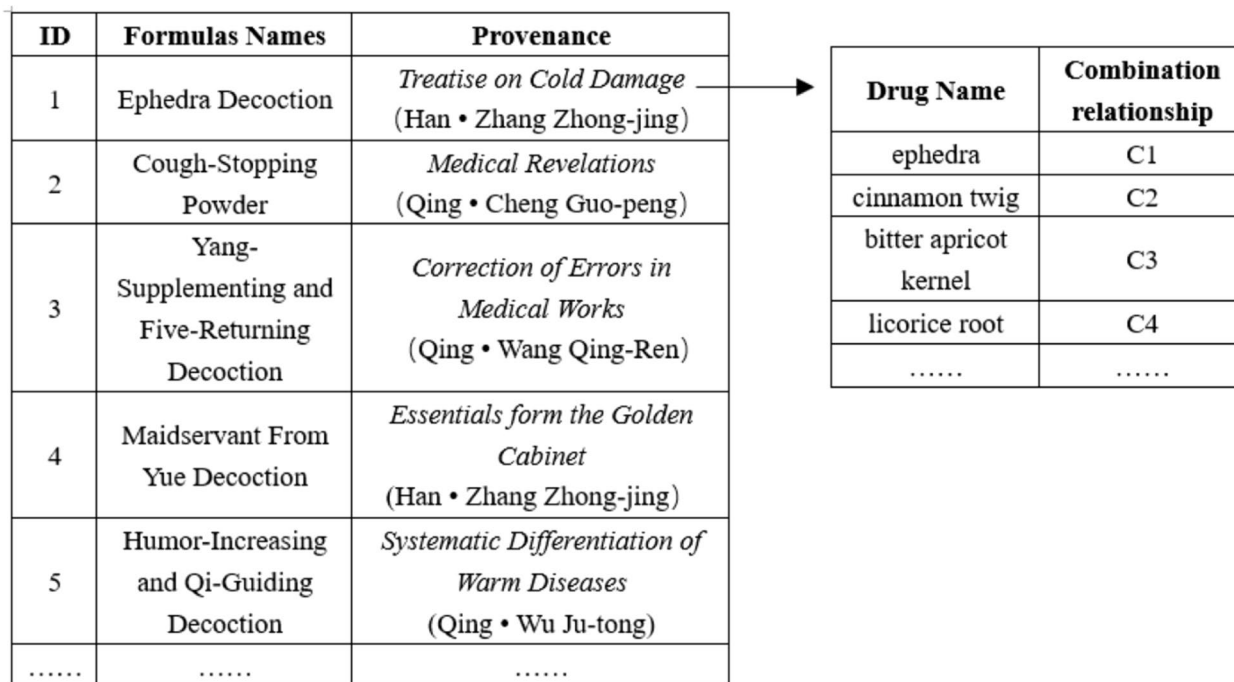 ID Formulas Names Provenance
1 Ephedra Decoction Treatise on Cold Damage
(Han • Zhang Zhong-jing)
2 Cough-Stopping
Powder Medical Revelations
(Qing • Cheng Guo-peng)
3 Yang-
Supplementing and
Five-Returning
Decoction Correction of Errors in
Medical Works
(Qing • Wang Qing-Ren)
4 Maidservant From
Yue Decoction Essentials form the Golden
Cabinet
(Han • Zhang Zhong-jing)
5 Humor-Increasing
and Qi-Guiding
Decoction Systematic Differentiation of
Warm Diseases
(Qing • Wu Ju-tong)
…… …… ……
Drug Name Combination
relationship
ephedra C1
cinnamon twig C2
bitter apricot
kernel C3
licorice root C4
…… ……